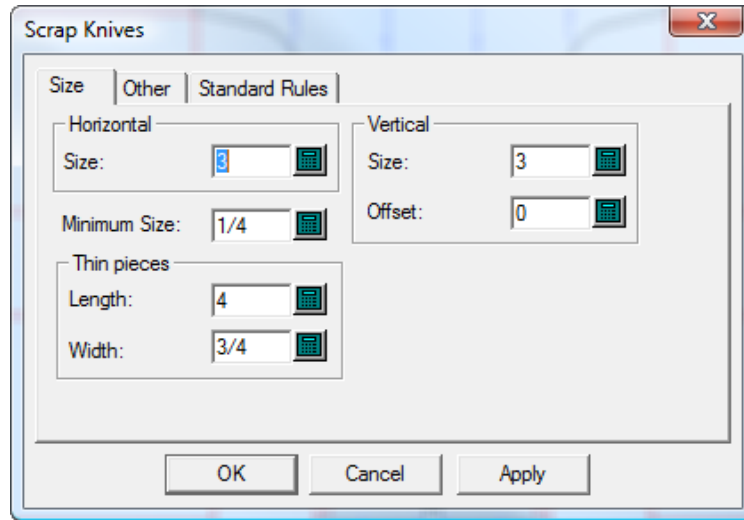 Scrap Knives
Size Other Standard Rules
Horizontal
Size: 3
Minimum Size: 1/4
Thin pieces
Length: 4
Width: 3/4
Vertical
Size: 3
Offset: 0
OK Cancel Apply